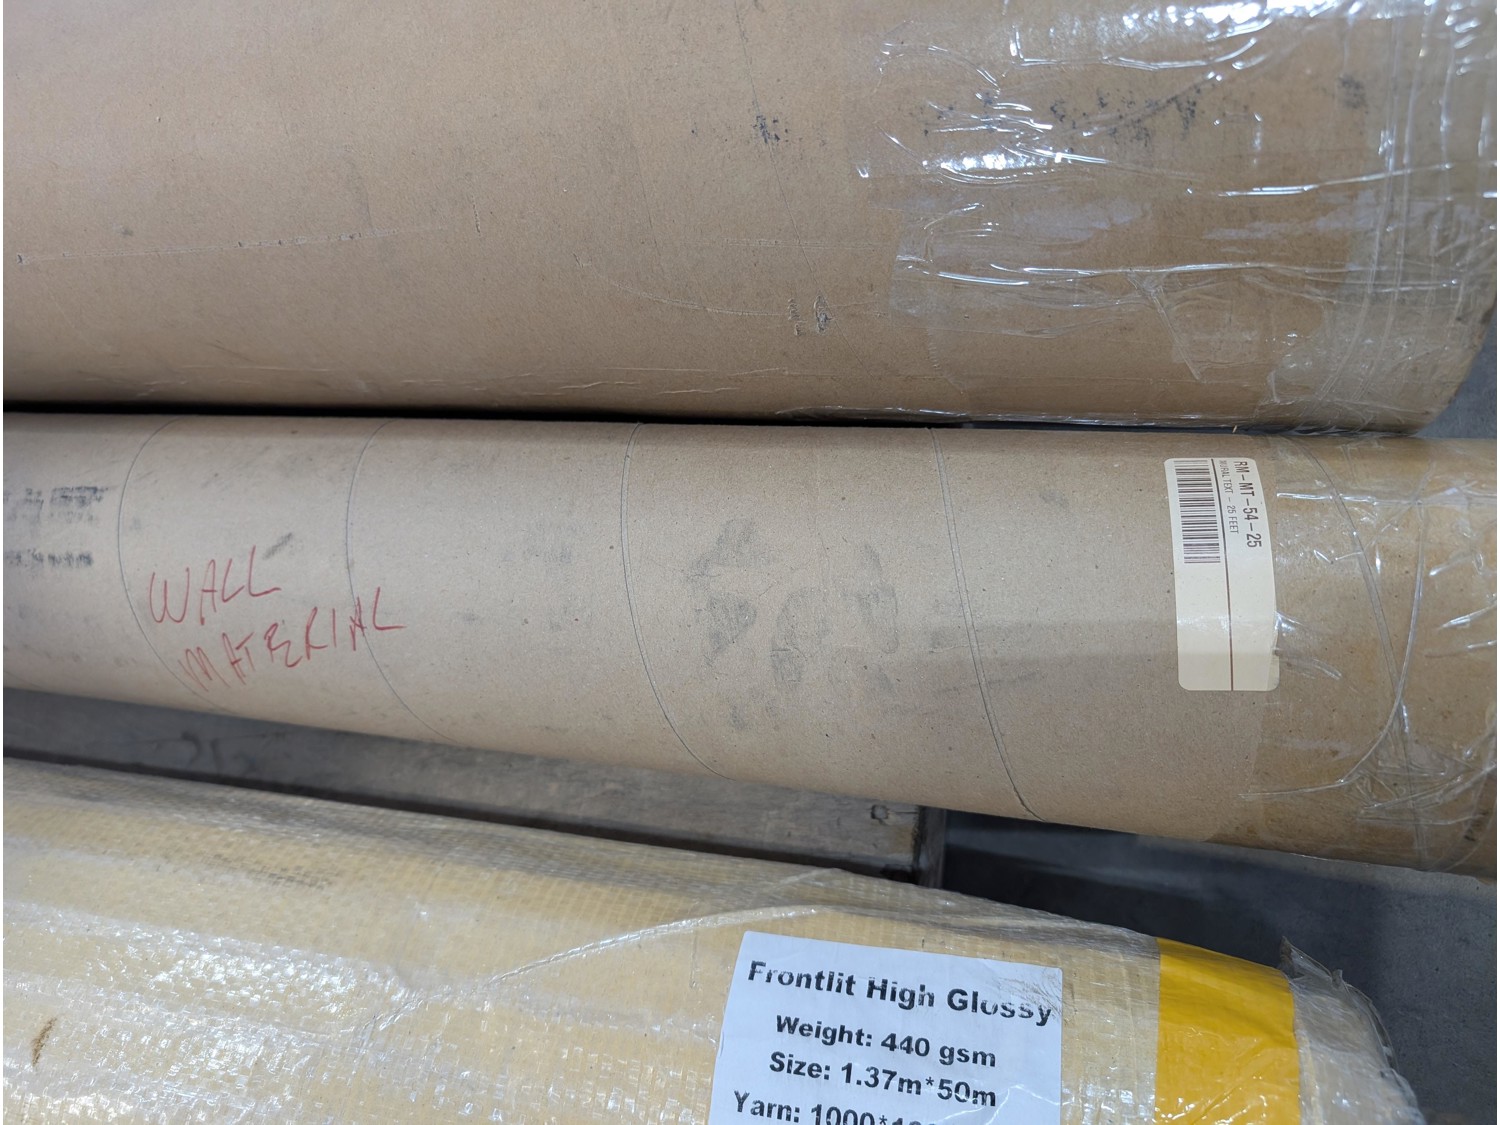 RM-MT-54-25
MURAL TEXT - 25 FEET
WALL
MATERIAL
Frontlit High Glossy
Weight: 440 gsm
Size: 1.37m*50m
Yarn: